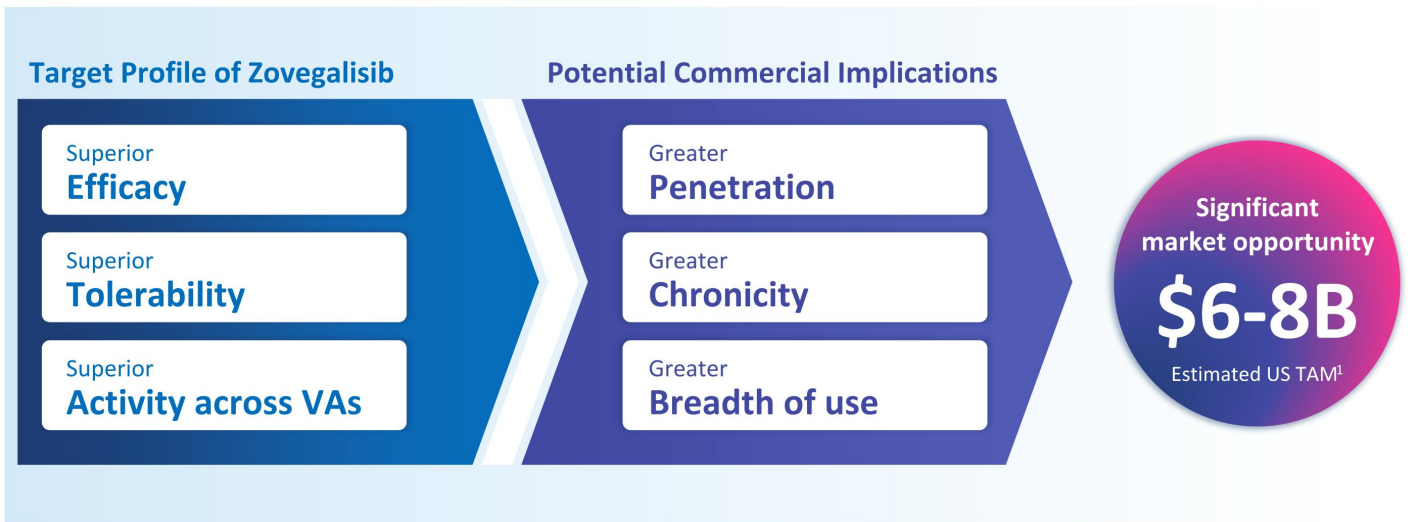 Target Profile of Zovegalisib
Superior
Efficacy
Superior
Tolerability
Superior
Activity across VAs
Potential Commercial Implications
Greater
Penetration
Greater
Chronicity
Greater
Breadth of use
Significant
market opportunity
$6-8B
Estimated US TAM¹